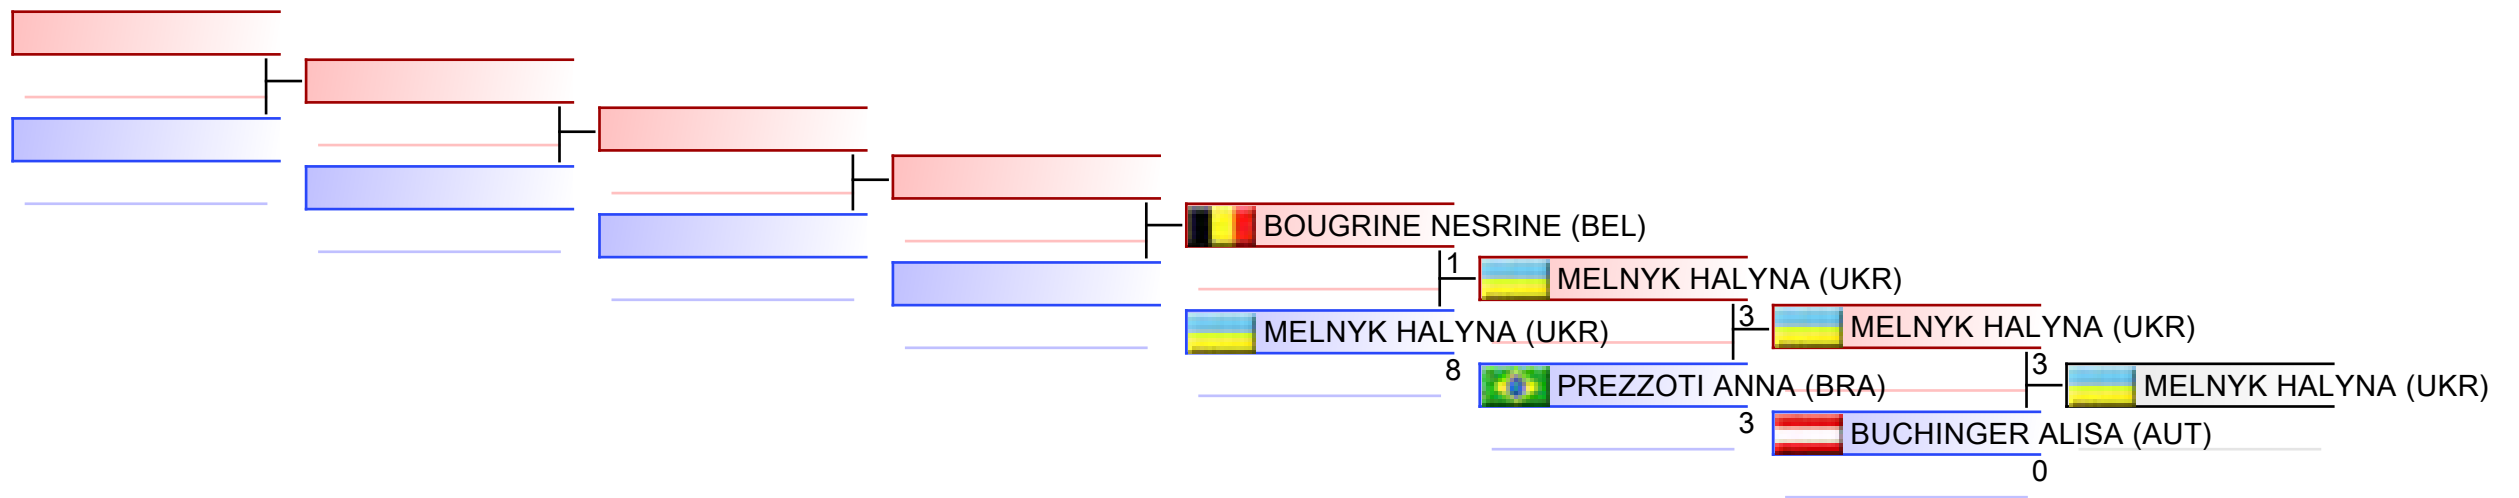 BOUGRINE NESRINE (BEL)
1
MELNYK HALYNA (UKR)
8
MELNYK HALYNA (UKR)
3
PREZZOTI ANNA (BRA)
3
MELNYK HALYNA (UKR)
3
BUCHINGER ALISA (AUT)
0
MELNYK HALYNA (UKR)